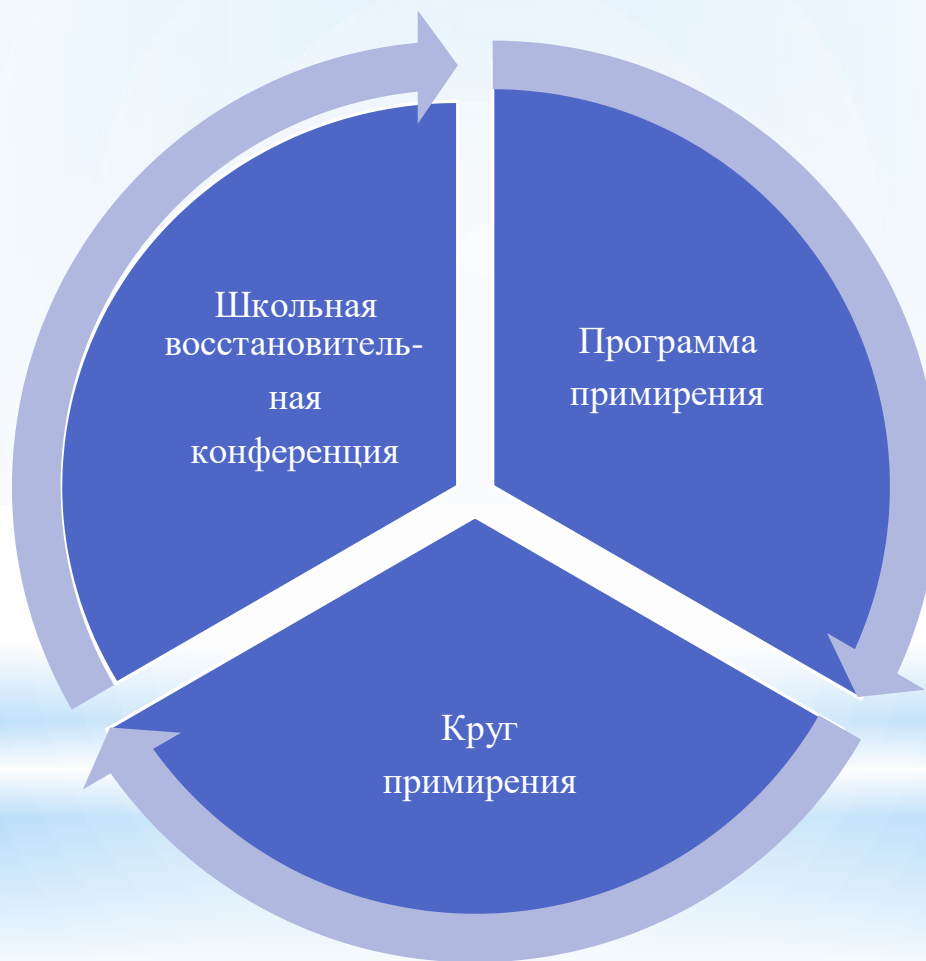 Школьная
восстановитель-
ная
конференция
Программа
примирения
Круг
примирения